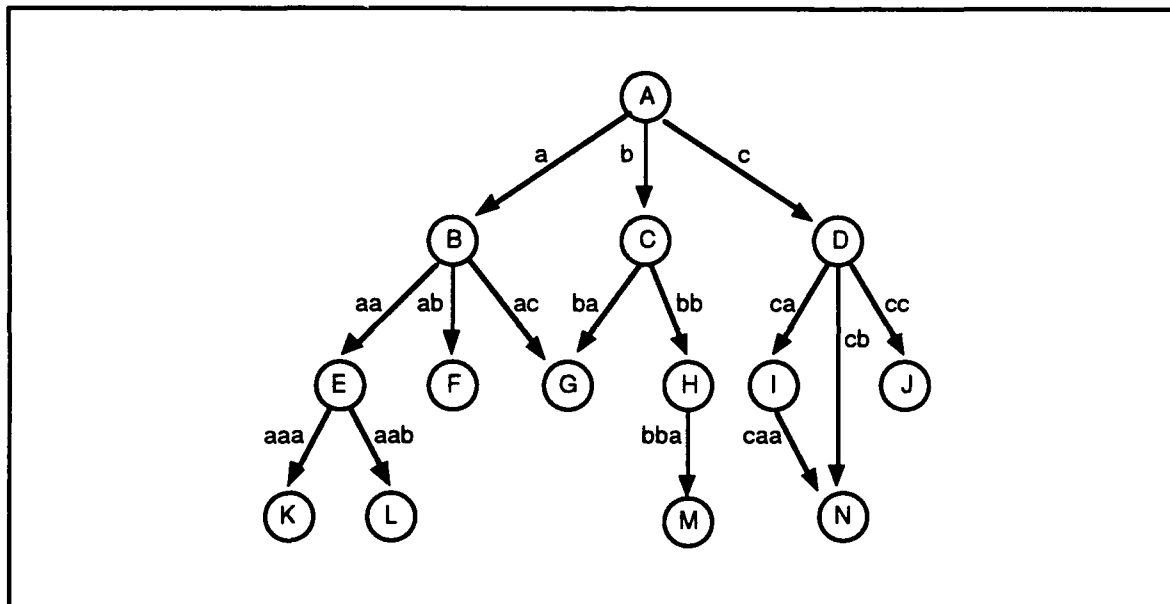 A
a b c
B C D
aa ab ac ba bb ca cb cc
E F G H I J
aaa aab bba caa
K L M N